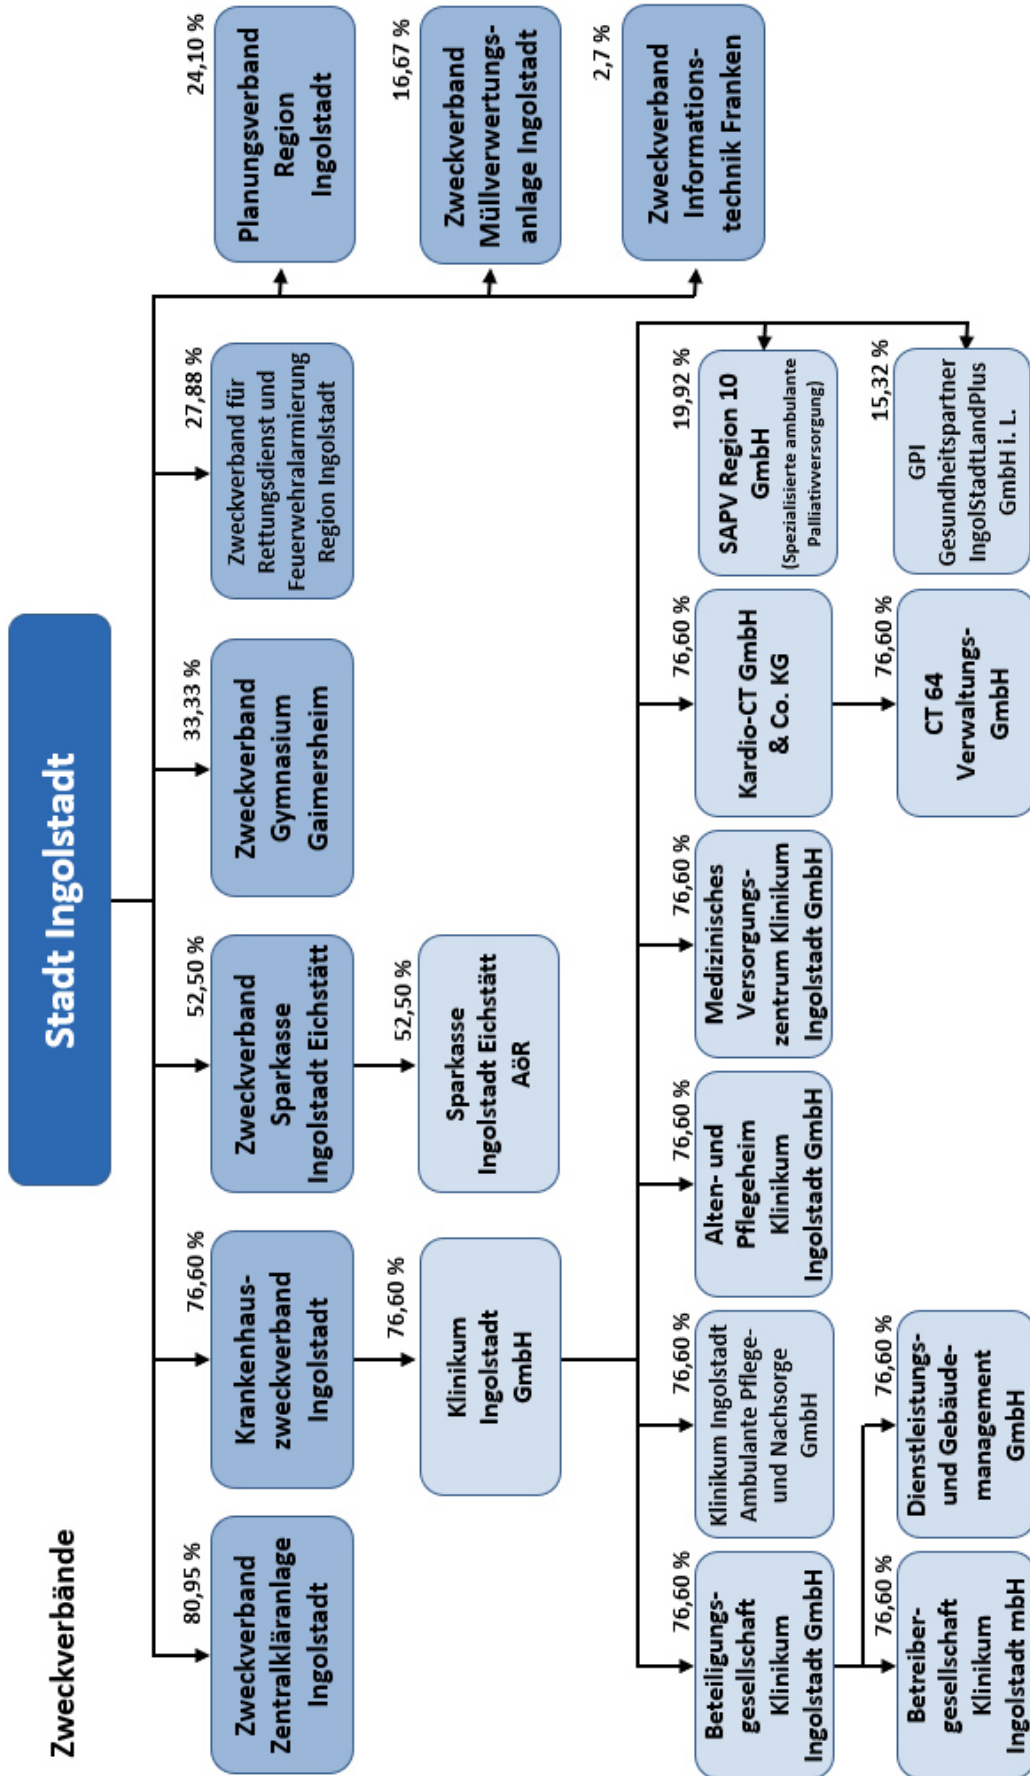 Zweckverbände
Stadt Ingolstadt
80,95 %
Zweckverband
Zentralkläranlage
Ingolstadt
76,60 %
Krankenhaus-
zweckverband
Ingolstadt
52,50 %
Zweckverband
Sparkasse
Ingolstadt Eichstätt
33,33 %
Zweckverband
Gymnasium
Gaimersheim
27,88 %
Zweckverband für
Rettungsdienst und
Feuerwehralarmierung
Region Ingolstadt
24,10 %
Planungsverband
Region
Ingolstadt
76,60 %
Klinikum
Ingolstadt
GmbH
52,50 %
Sparkasse
Ingolstadt Eichstätt
AöR
16,67 %
Zweckverband
Müllverwertungs-
anlage Ingolstadt
2,7 %
Zweckverband
Informations-
technik Franken
76,60 %
Beteiligungs-
gesellschaft
Klinikum
Ingolstadt GmbH
76,60 %
Klinikum Ingolstadt
Ambulante Pflege-
und Nachsorge
GmbH
76,60 %
Alten- und
Pflegeheim
Klinikum
Ingolstadt GmbH
76,60 %
Medizinisches
Versorgungs-
zentrum Klinikum
Ingolstadt GmbH
76,60 %
Kardio-CT GmbH
& Co. KG
19,92 %
SAPV Region 10
GmbH
(Spezialisierte ambulante
Palliativversorgung)
76,60 %
Betreiber-
gesellschaft
Klinikum
Ingolstadt mbH
76,60 %
Dienstleistungs-
und Gebäude-
management
GmbH
76,60 %
CT 64
Verwaltungs-
GmbH
15,32 %
GPI
Gesundheitspartner
IngolStadtLandPlus
GmbH i. L.